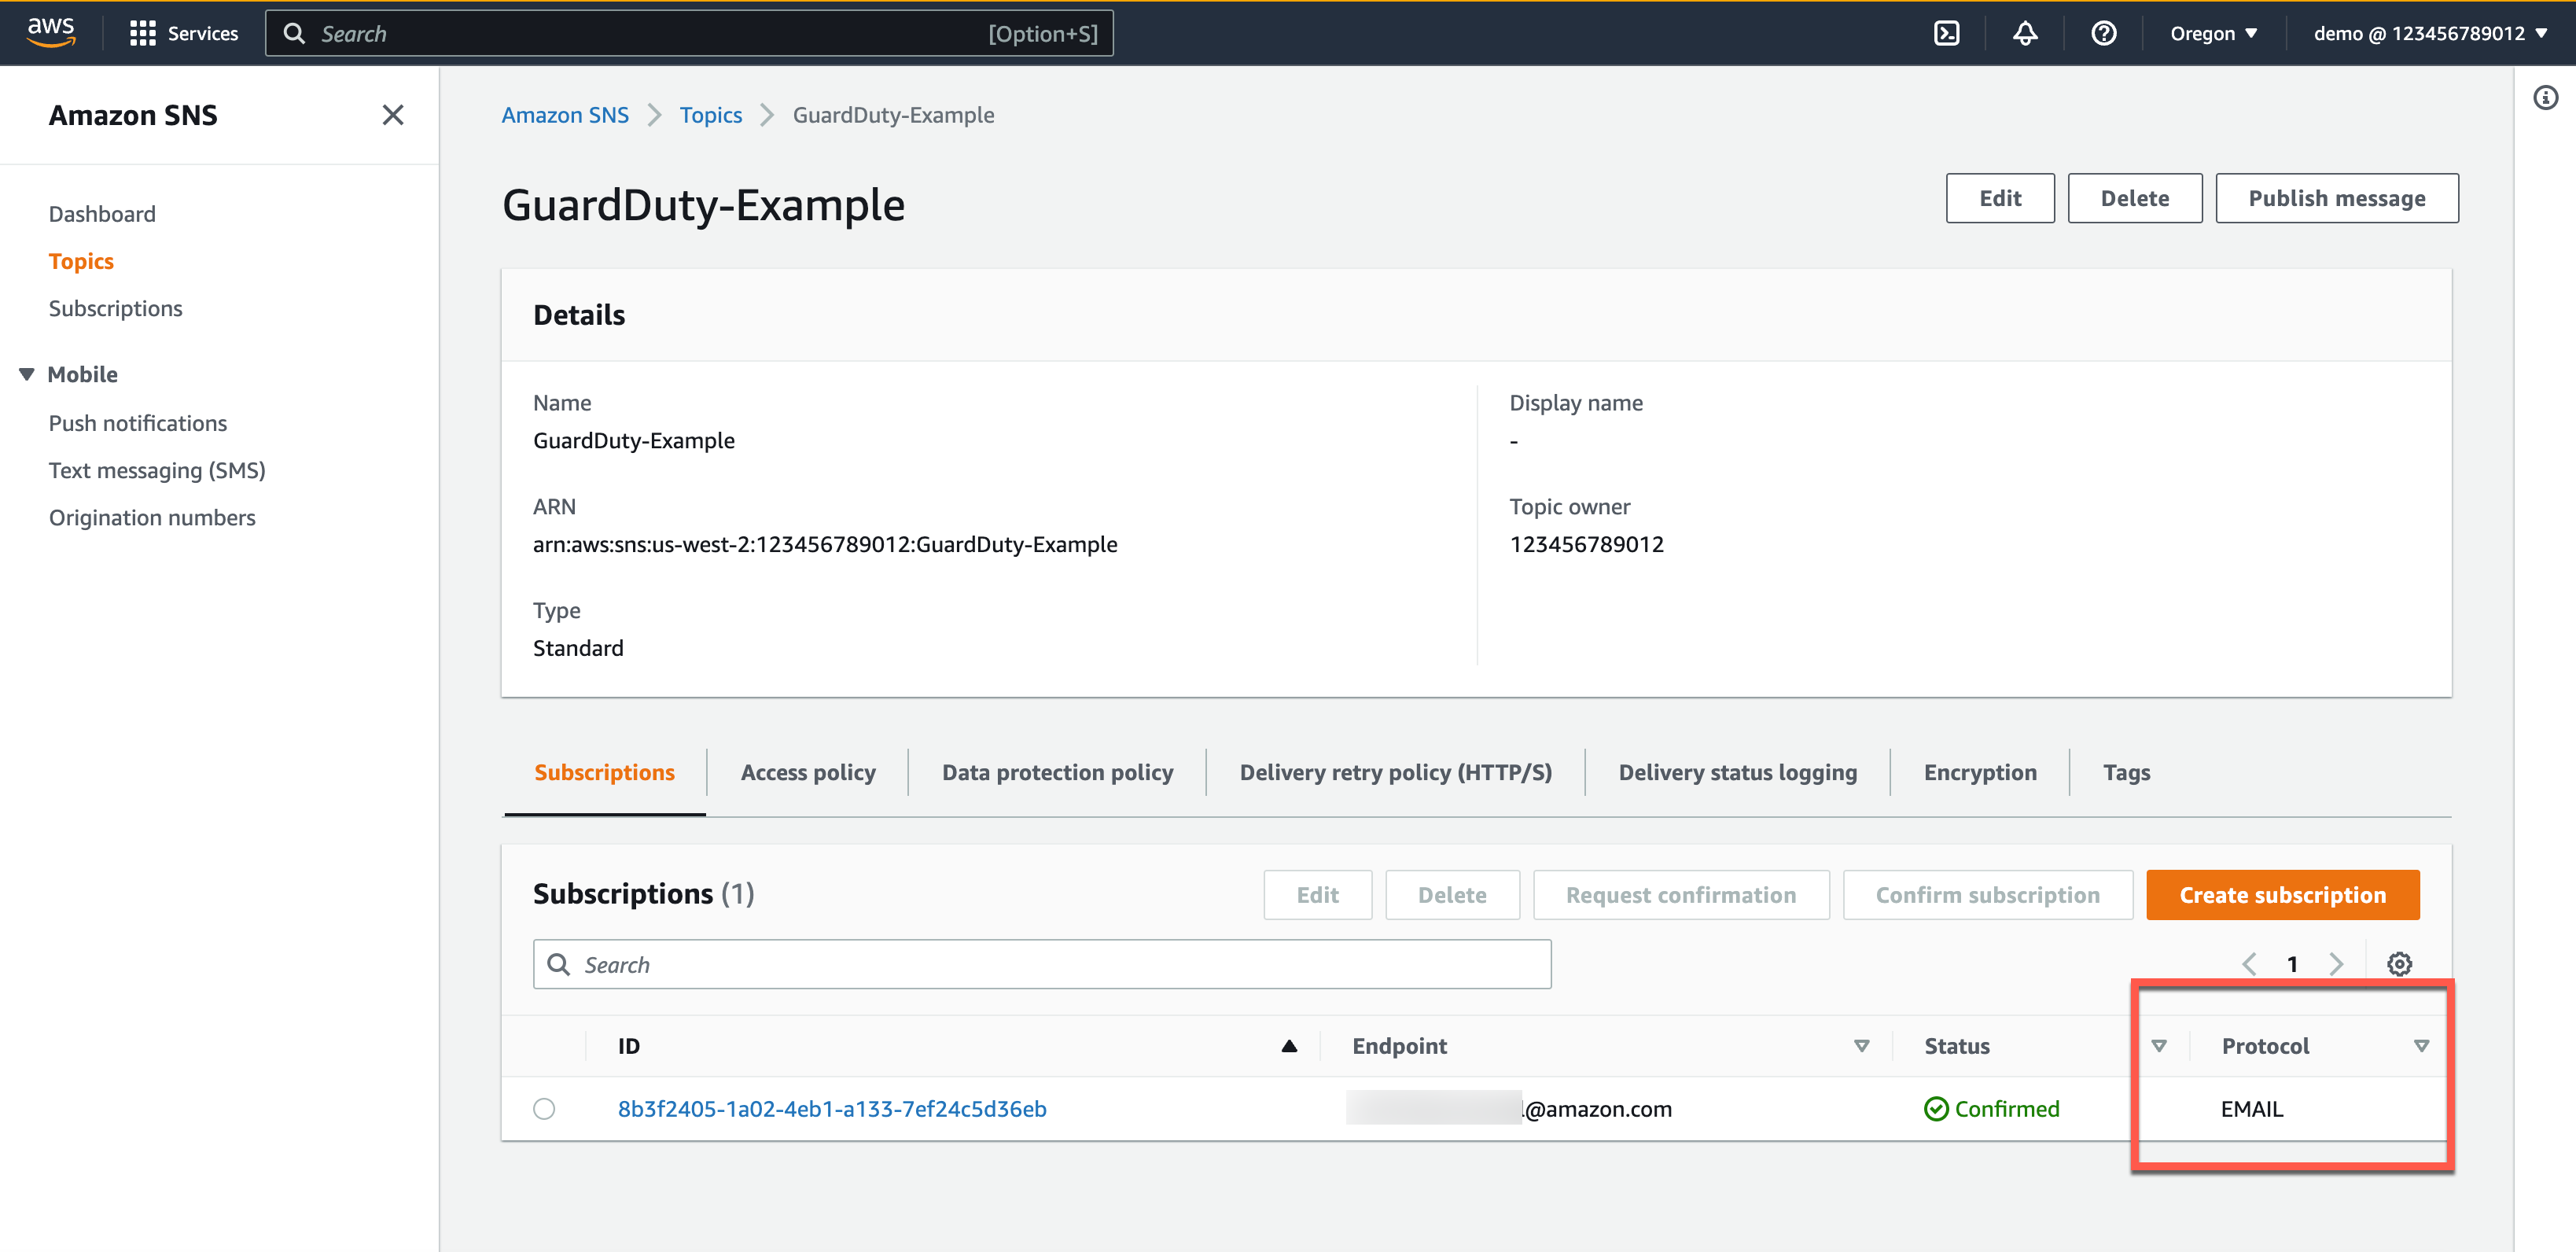 aws Services Search [Option+S] Oregon demo @ 123456789012
Amazon SNS
Dashboard
Topics
Subscriptions
Mobile
Push notifications
Text messaging (SMS)
Origination numbers
Amazon SNS Topics GuardDuty-Example
GuardDuty-Example Edit Delete Publish message
Details
Name
GuardDuty-Example
ARN
arn:aws:sns:us-west-2:123456789012:GuardDuty-Example
Type
Standard
Display name
-
Topic owner
123456789012
Subscriptions Access policy Data protection policy Delivery retry policy (HTTP/S) Delivery status logging Encryption Tags
Subscriptions (1) Edit Delete Request confirmation Confirm subscription Create subscription
Search 1
ID Endpoint Status Protocol
8b3f2405-1a02-4eb1-a133-7ef24c5d36eb @amazon.com Confirmed EMAIL